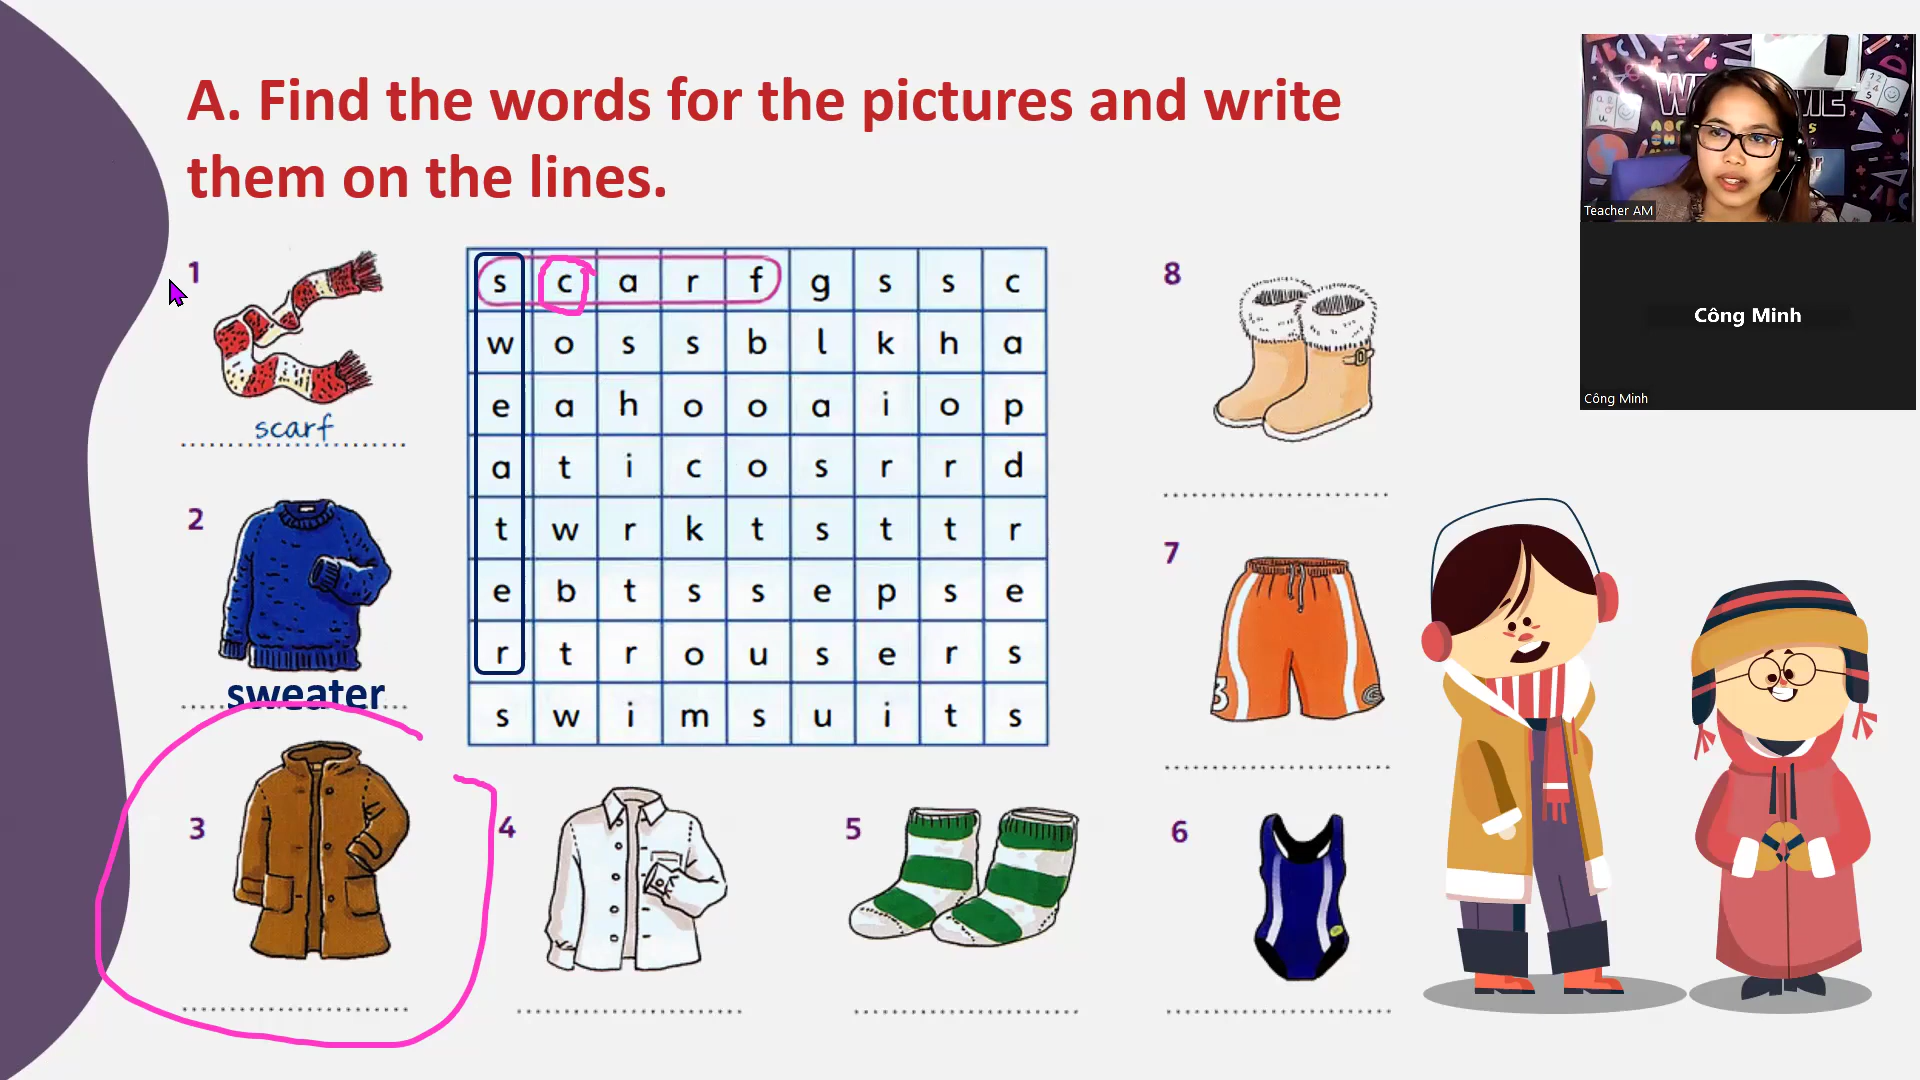 A. Find the words for the pictures and write
them on the lines.
1
scarf
2
sweater
3
s c a r f g s s c
w o s s b l k h a
e a h o o a i o p
a t i c o s r r d
t w r k t s t t r
e b t s s e p s e
r t r o u s e r s
s w i m s u i t s
4
5
6
7
8
3
Teacher AM
Công Minh
Công Minh